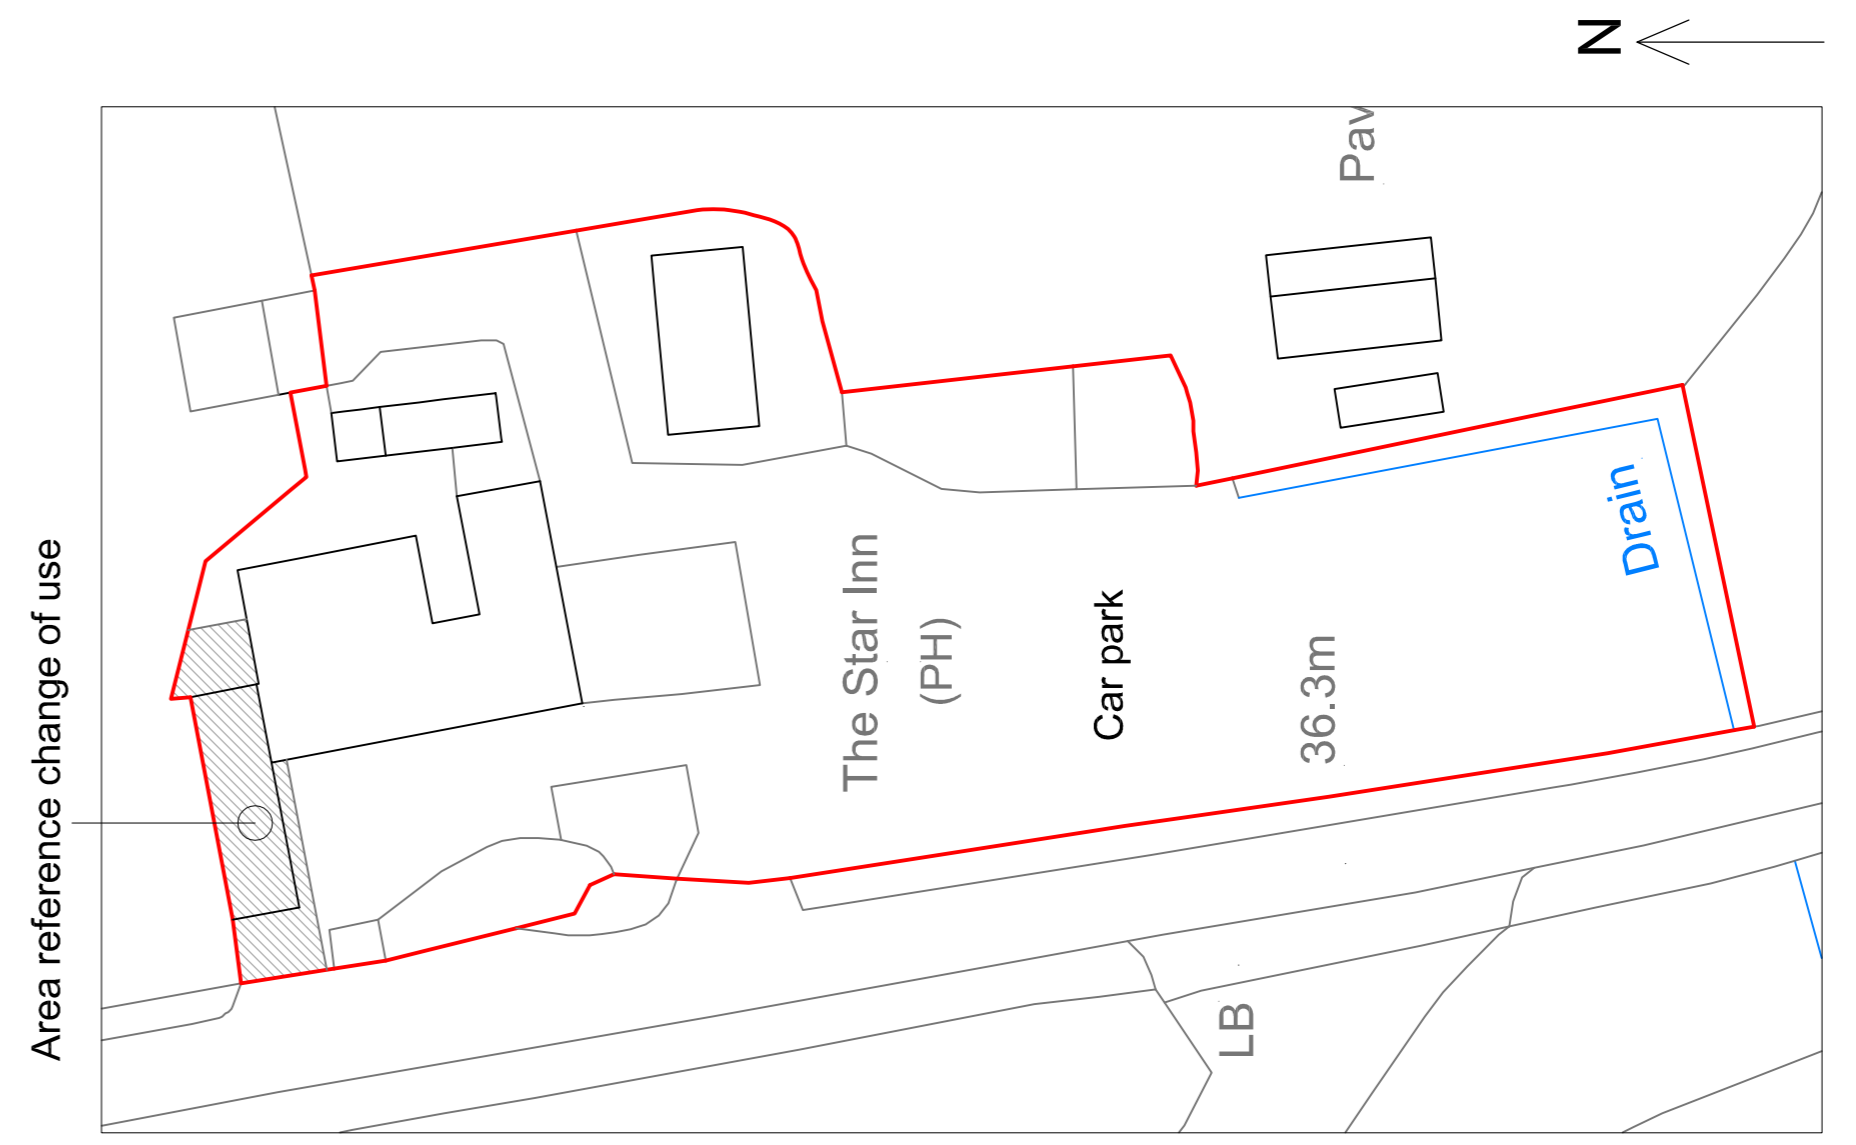 Area reference change of use
N
Pav
The Star Inn
(PH)
Car park
36.3m
Drain
LB